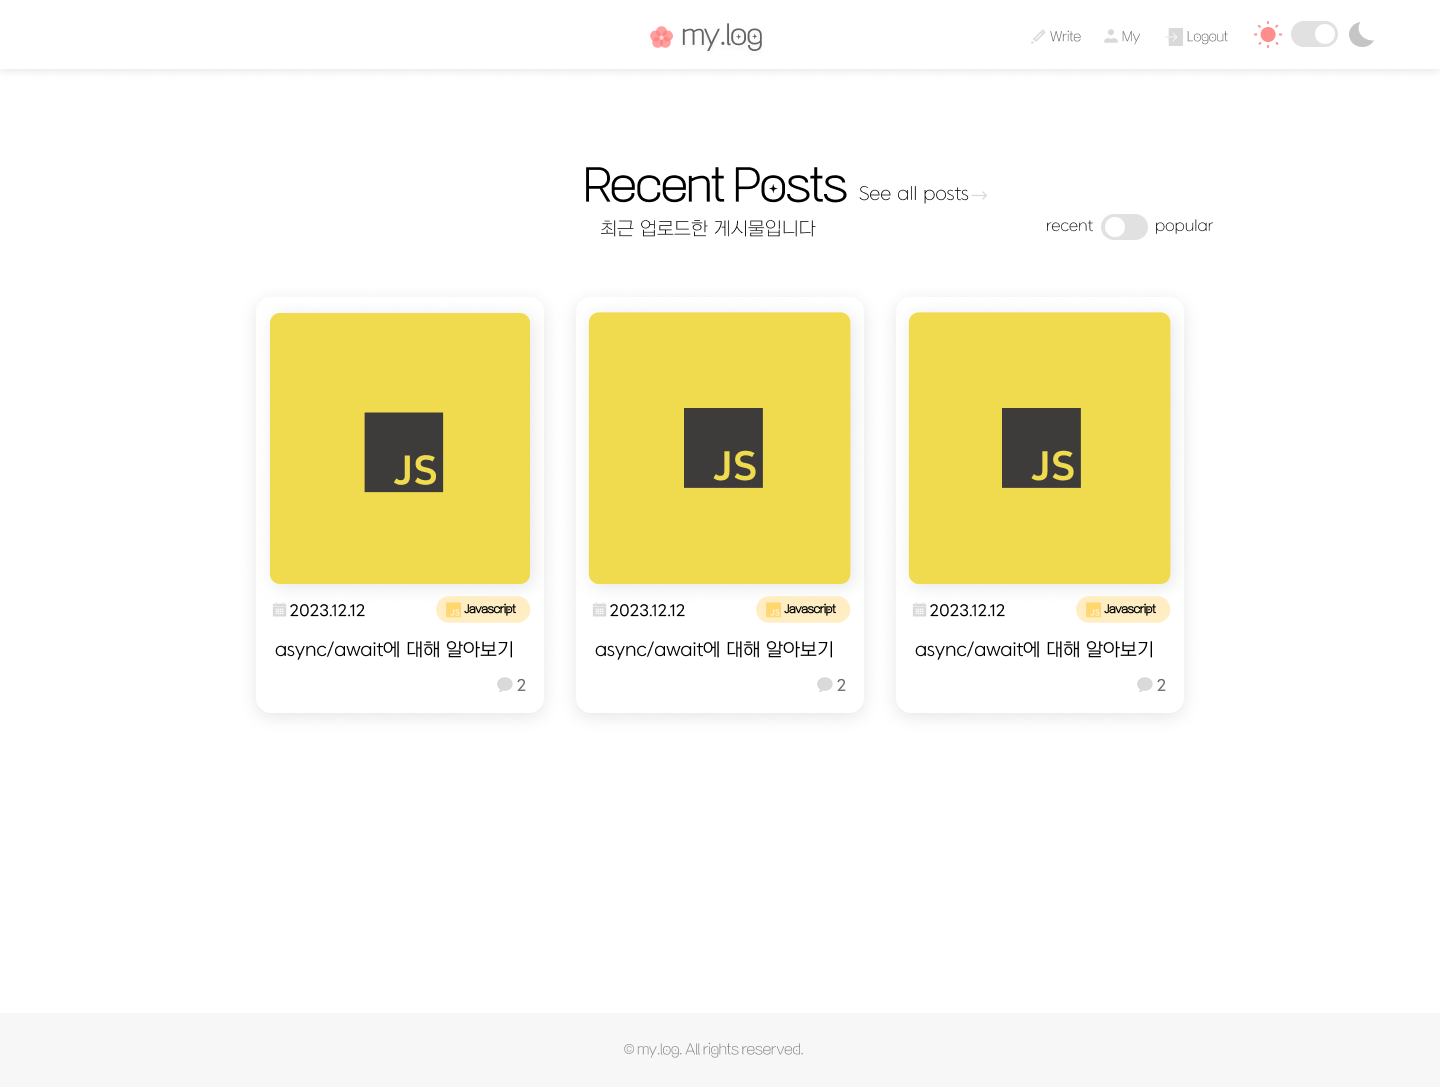 my.log
Write My Logout
Recent Posts See all posts →
최근 업로드한 게시물입니다
recent popular
JS
JS
JS
2023.12.12 JS Javascript
async/await에 대해 알아보기
2
2023.12.12 JS Javascript
async/await에 대해 알아보기
2
2023.12.12 JS Javascript
async/await에 대해 알아보기
2
© my.log. All rights reserved.